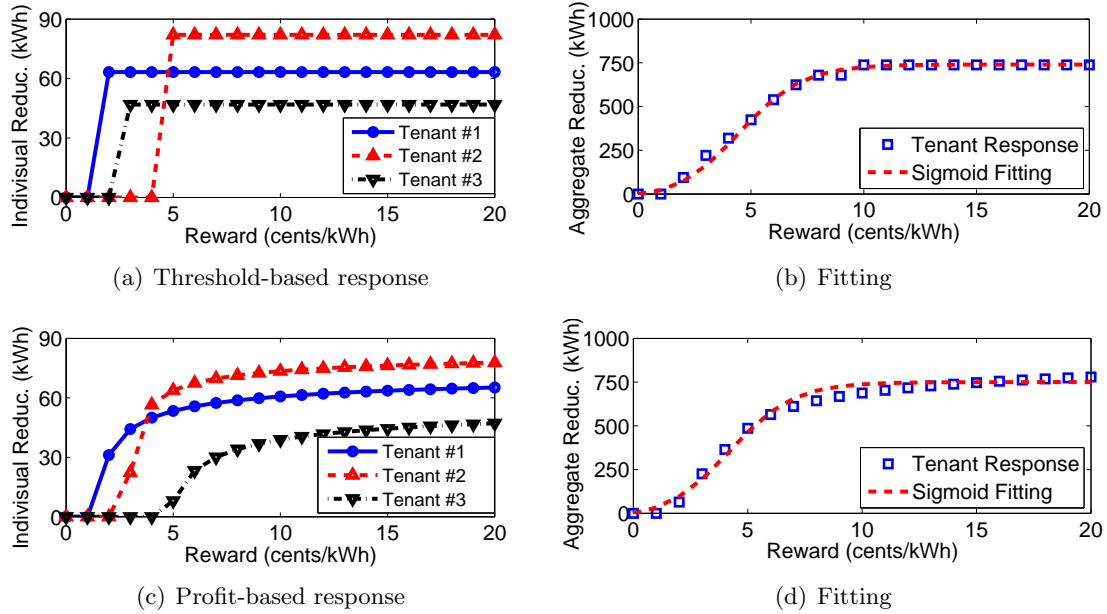 Indivisual Reduc. (kWh)
90
60
30
0
0 5 10 15 20
Reward (cents/kWh)
Tenant #1
Tenant #2
Tenant #3
(a) Threshold-based response
Aggregate Reduc. (kWh)
1000
750
500
250
0
0 5 10 15 20
Reward (cents/kWh)
Tenant Response
Sigmoid Fitting
(b) Fitting
Indivisual Reduc. (kWh)
90
60
30
0
0 5 10 15 20
Reward (cents/kWh)
Tenant #1
Tenant #2
Tenant #3
(c) Profit-based response
Aggregate Reduc. (kWh)
1000
750
500
250
0
0 5 10 15 20
Reward (cents/kWh)
Tenant Response
Sigmoid Fitting
(d) Fitting